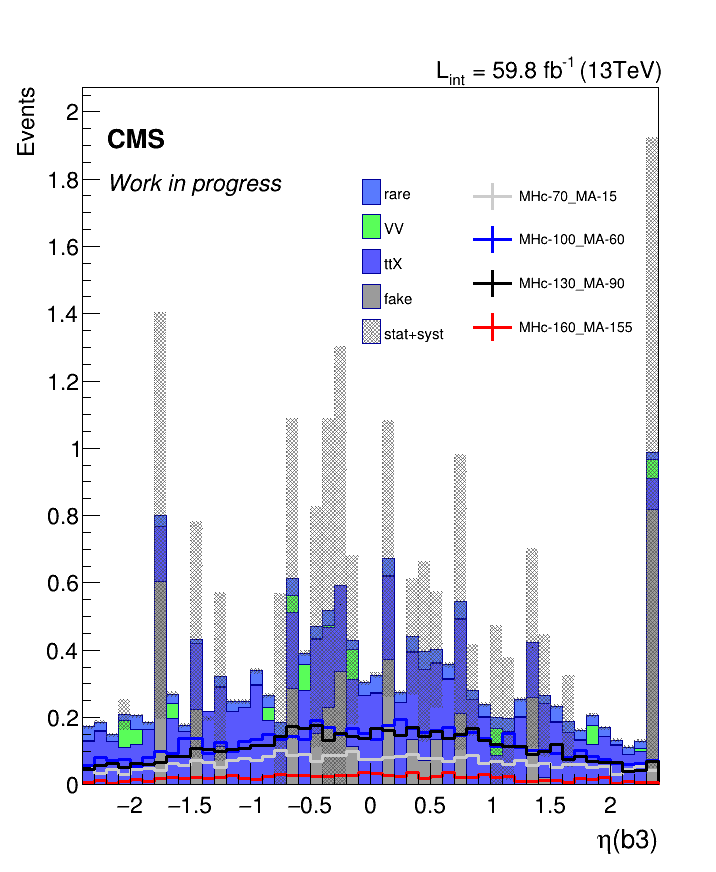 L_int = 59.8 fb^-1 (13TeV)
Events
CMS
Work in progress
rare
VV
ttX
fake
stat+syst
MHc-70_MA-15
MHc-100_MA-60
MHc-130_MA-90
MHc-160_MA-155
2
1.8
1.6
1.4
1.2
1
0.8
0.6
0.4
0.2
0
−2 −1.5 −1 −0.5 0 0.5 1 1.5 2
η(b3)